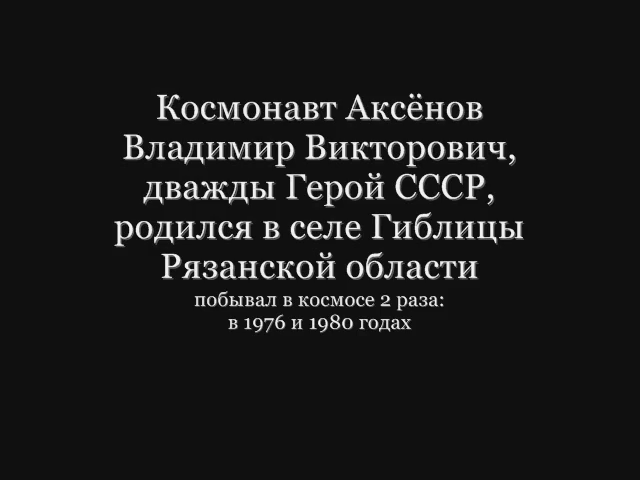 Космонавт Аксёнов
Владимир Викторович,
дважды Герой СССР,
родился в селе Гиблицы
Рязанской области
побывал в космосе 2 раза:
в 1976 и 1980 годах